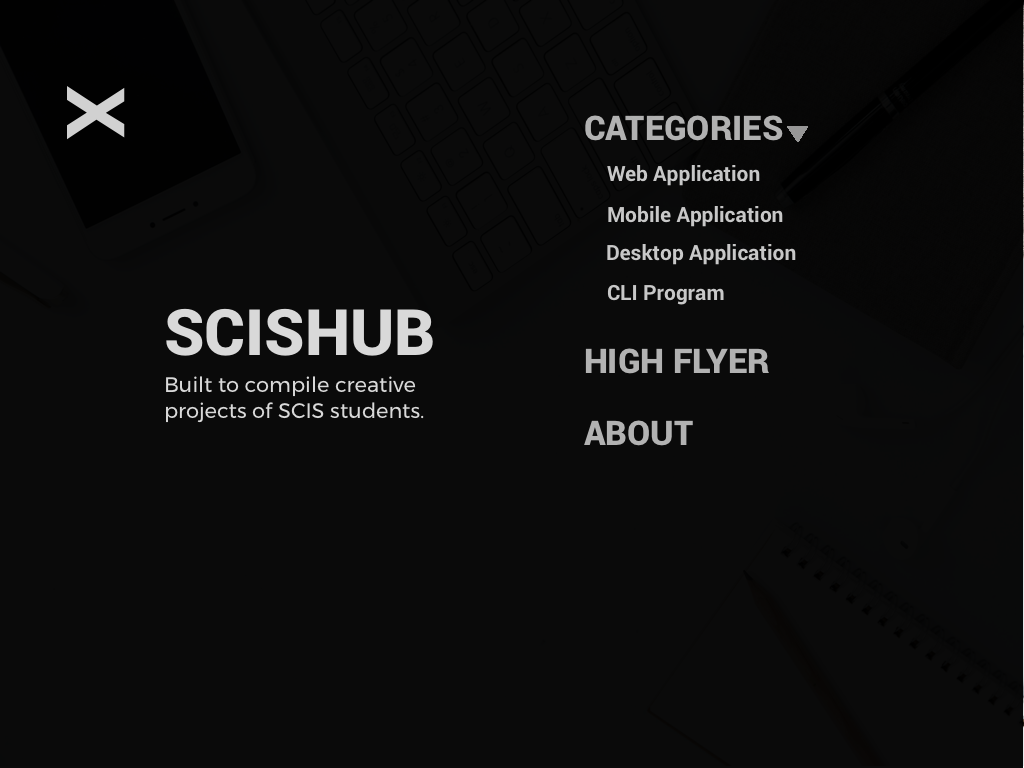 X
SCISHUB
Built to compile creative
projects of SCIS students.
CATEGORIES
Web Application
Mobile Application
Desktop Application
CLI Program
HIGH FLYER
ABOUT